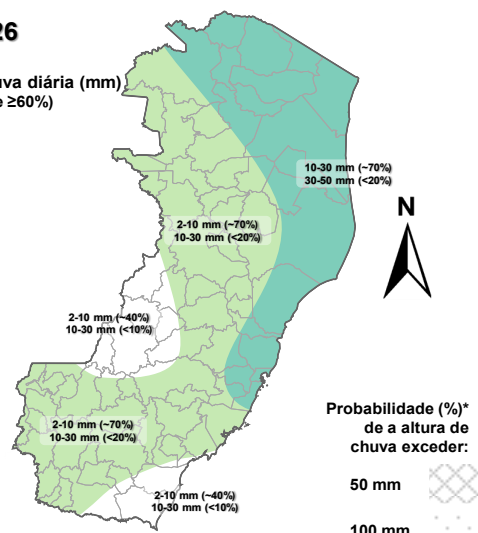 26
uva diária (mm)
e ≥60%)
10-30 mm (~70%)
30-50 mm (<20%)
N
2-10 mm (~70%)
10-30 mm (<20%)
2-10 mm (~40%)
10-30 mm (<10%)
2-10 mm (~70%)
10-30 mm (<20%)
Probabilidade (%)*
de a altura de
chuva exceder:
50 mm
2-10 mm (~40%)
10-30 mm (<10%)
100 mm